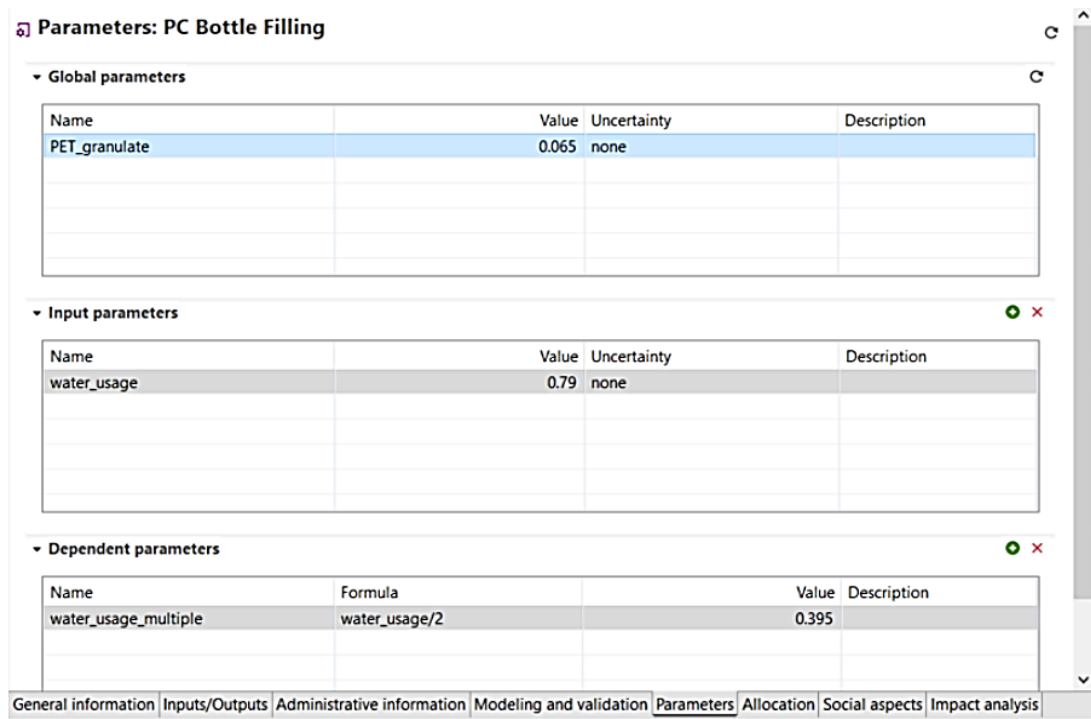 Parameters: PC Bottle Filling
Global parameters
Name Value Uncertainty Description
PET_granulate 0.065 none
Input parameters
Name Value Uncertainty Description
water_usage 0.79 none
Dependent parameters
Name Formula Value Description
water_usage_multiple water_usage/2 0.395
General information Inputs/Outputs Administrative information Modeling and validation Parameters Allocation Social aspects Impact analysis